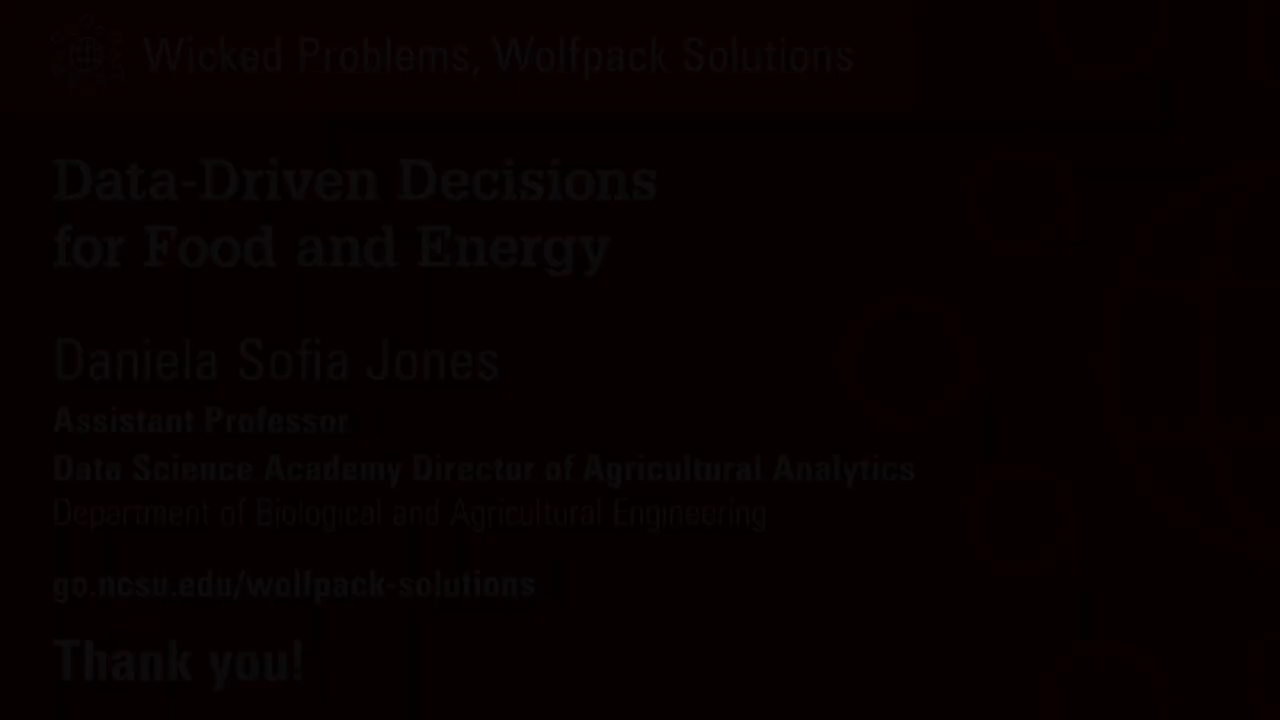 Wicked Problems, Wolfpack Solutions
Data-Driven Decisions
for Food and Energy
Daniela Sofia Jones
Assistant Professor
Data Science Academy Director of Agricultural Analytics
Department of Biological and Agricultural Engineering
go.ncsu.edu/wolfpack-solutions
Thank you!